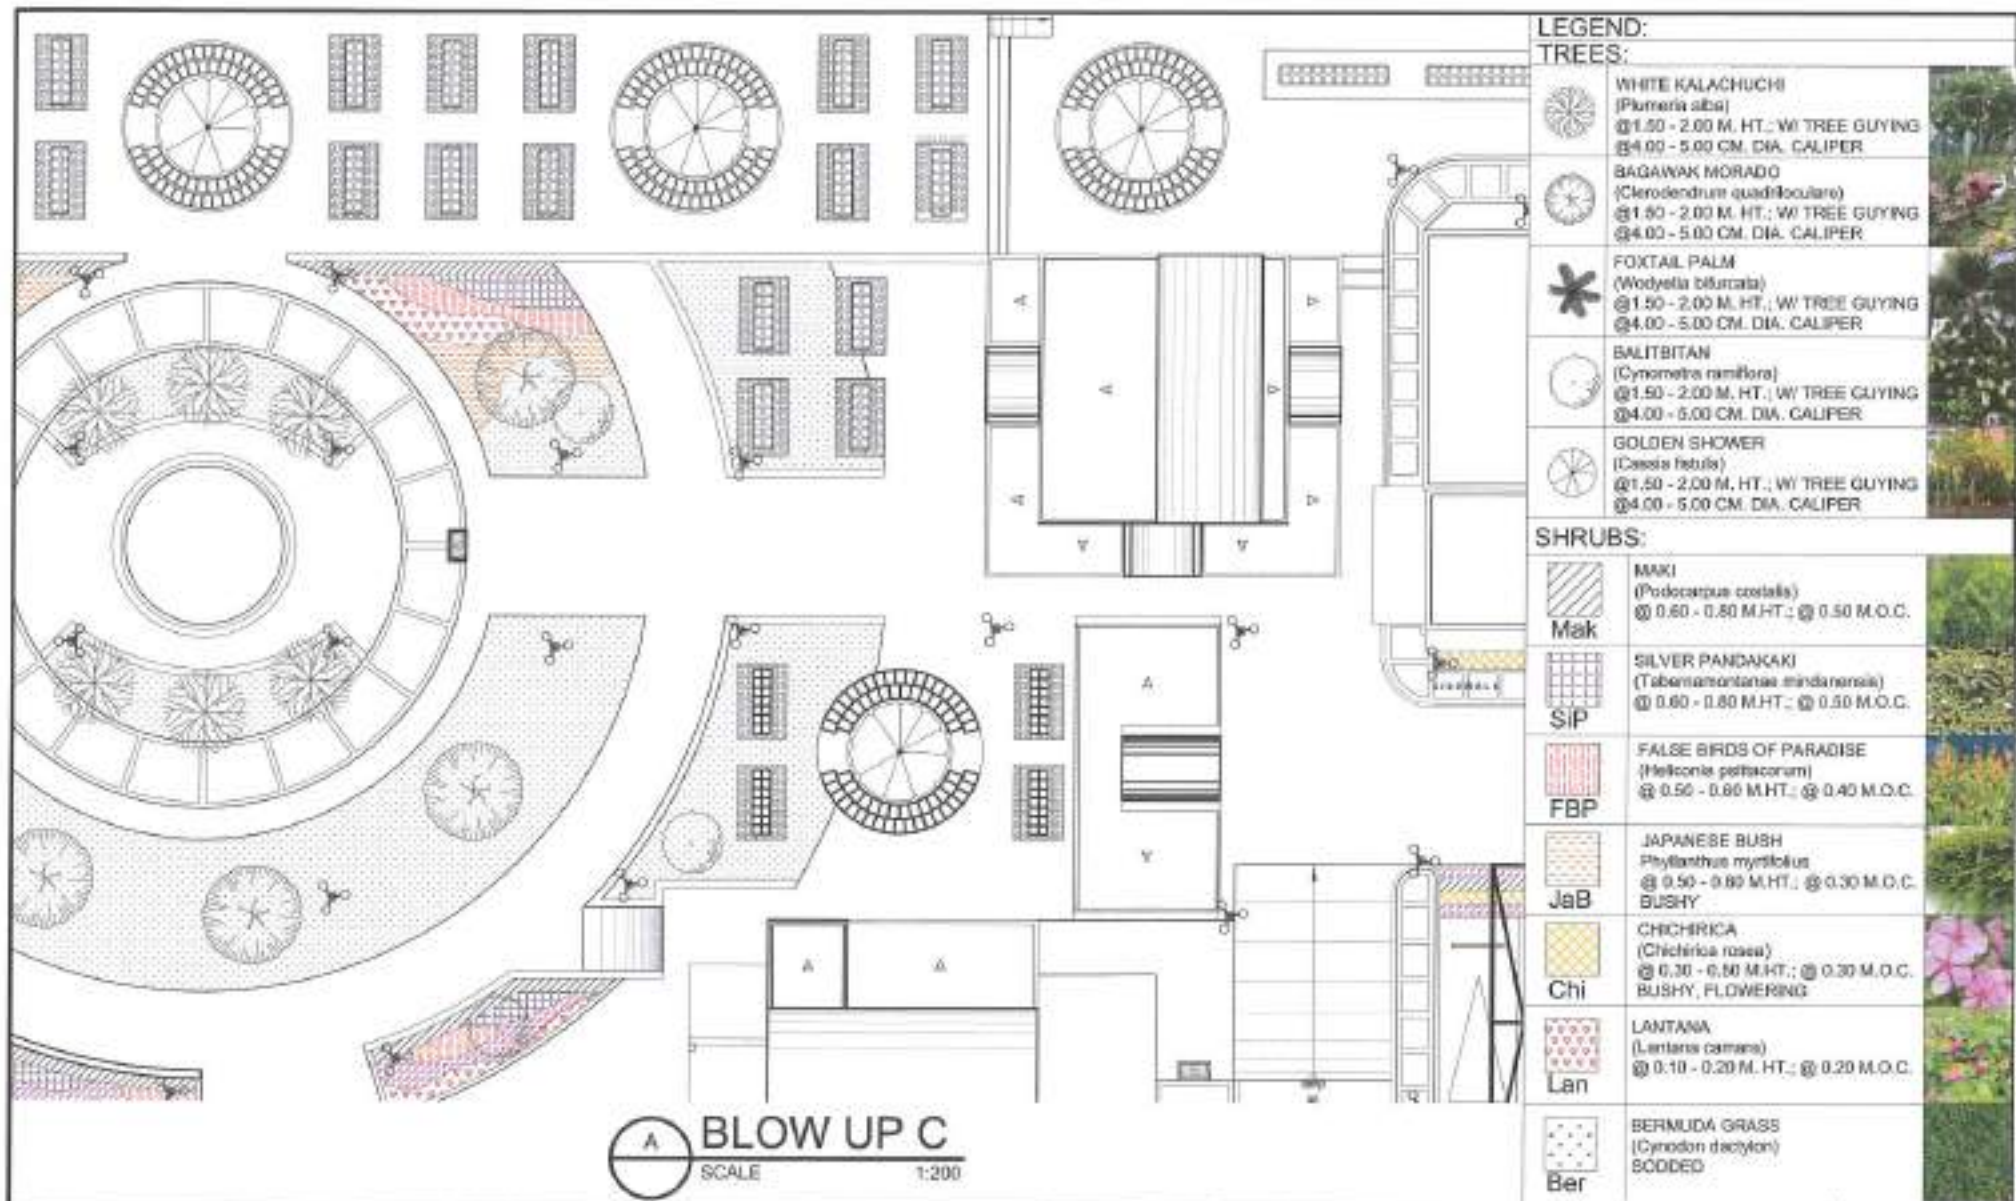 LEGEND:
TREES:
WHITE KALACHUCHI
(Plumeria alba)
@1.50 - 2.00 M. HT.; W/ TREE GUYING
@4.00 - 5.00 CM. DIA. CALIPER
BAGAWAK MORADO
(Clerodendrum quadriloculare)
@1.50 - 2.00 M. HT.; W/ TREE GUYING
@4.00 - 5.00 CM. DIA. CALIPER
FOXTAIL PALM
(Wodyetia bifurcata)
@1.50 - 2.00 M. HT.; W/ TREE GUYING
@4.00 - 5.00 CM. DIA. CALIPER
BALITBITAN
(Cynometra ramiflora)
@1.50 - 2.00 M. HT.; W/ TREE GUYING
@4.00 - 5.00 CM. DIA. CALIPER
GOLDEN SHOWER
(Cassia fistula)
@1.50 - 2.00 M. HT.; W/ TREE GUYING
@4.00 - 5.00 CM. DIA. CALIPER
SHRUBS:
MAKI
(Podocarpus costalis)
@ 0.60 - 0.80 M.HT.; @ 0.50 M.O.C.
Mak
SILVER PANDAKAKI
(Tabernamontanae mindanensis)
@ 0.60 - 0.80 M.HT.; @ 0.50 M.O.C.
SiP
FALSE BIRDS OF PARADISE
(Heliconia psittacorum)
@ 0.50 - 0.60 M.HT.; @ 0.40 M.O.C.
FBP
JAPANESE BUSH
Phyllanthus myrtifolius
@ 0.50 - 0.60 M.HT.; @ 0.30 M.O.C.
BUSHY
JaB
CHICHIRICA
(Chichirica rosea)
@ 0.30 - 0.50 M.HT.; @ 0.30 M.O.C.
BUSHY, FLOWERING
Chi
LANTANA
(Lantana camara)
@ 0.10 - 0.20 M. HT.; @ 0.20 M.O.C.
Lan
BERMUDA GRASS
(Cynodon dactylon)
SODDED
Ber
A
BLOW UP C
SCALE 1:200